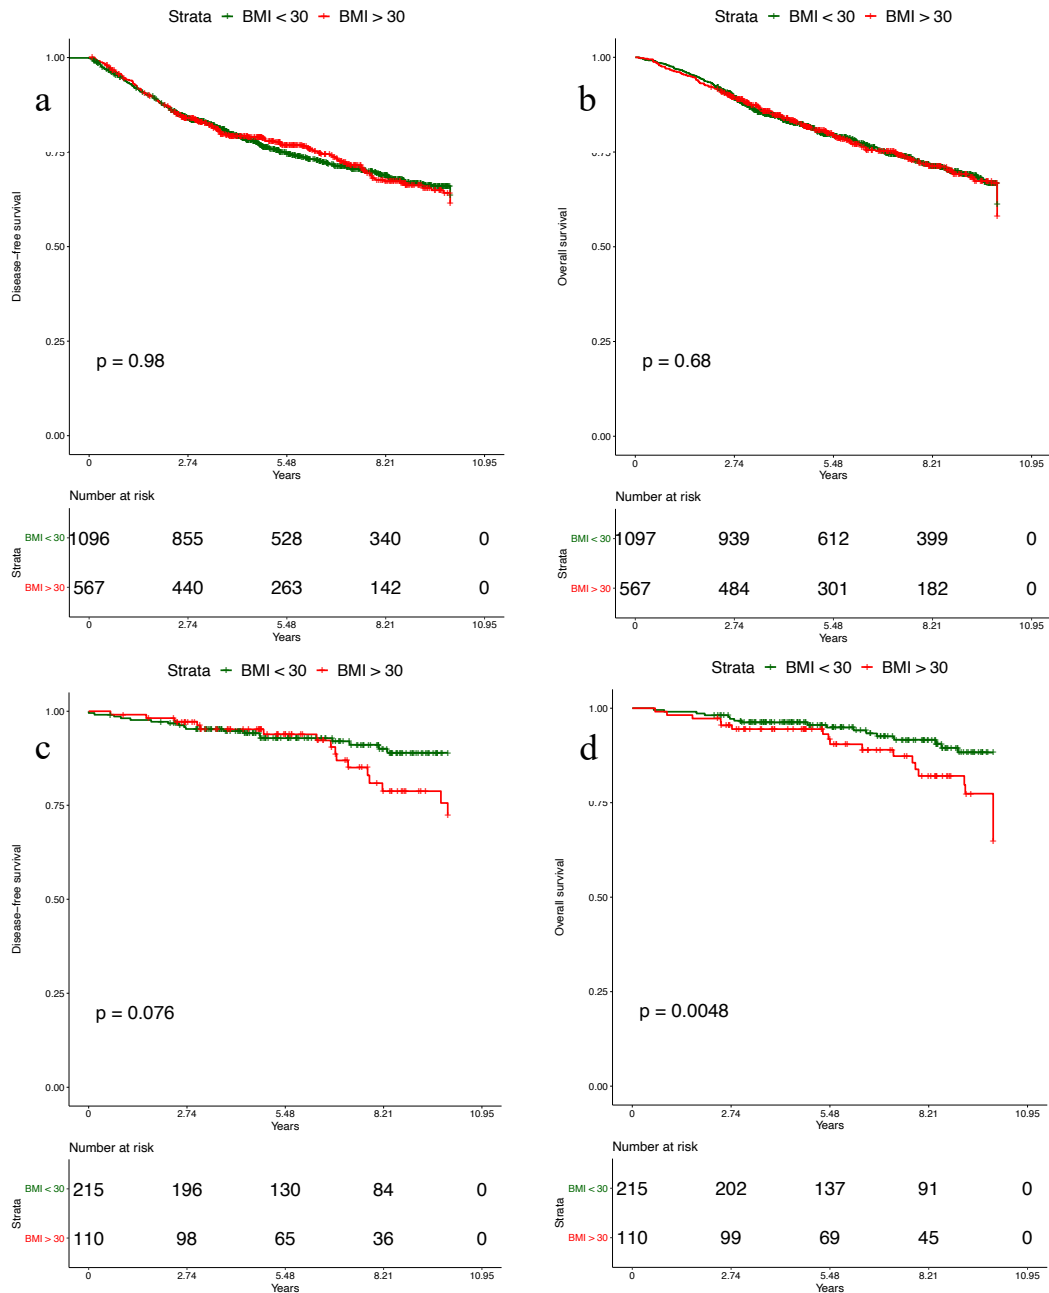 Strata BMI < 30 BMI > 30
a
Disease−free survival
1.00
0.75
0.50
0.25
0.00
p = 0.98
0 2.74 5.48 8.21 10.95
Years
Number at risk
Strata
BMI < 30 1096 855 528 340 0
BMI > 30 567 440 263 142 0
0 2.74 5.48 8.21 10.95
Years
Strata BMI < 30 BMI > 30
b
Overall survival
1.00
0.75
0.50
0.25
0.00
p = 0.68
0 2.74 5.48 8.21 10.95
Years
Number at risk
Strata
BMI < 30 1097 939 612 399 0
BMI > 30 567 484 301 182 0
0 2.74 5.48 8.21 10.95
Years
Strata BMI < 30 BMI > 30
c
Disease−free survival
1.00
0.75
0.50
0.25
0.00
p = 0.076
0 2.74 5.48 8.21 10.95
Years
Number at risk
Strata
BMI < 30 215 196 130 84 0
BMI > 30 110 98 65 36 0
0 2.74 5.48 8.21 10.95
Years
Strata BMI < 30 BMI > 30
d
Overall survival
1.00
0.75
0.50
0.25
0.00
p = 0.0048
0 2.74 5.48 8.21 10.95
Years
Number at risk
Strata
BMI < 30 215 202 137 91 0
BMI > 30 110 99 69 45 0
0 2.74 5.48 8.21 10.95
Years